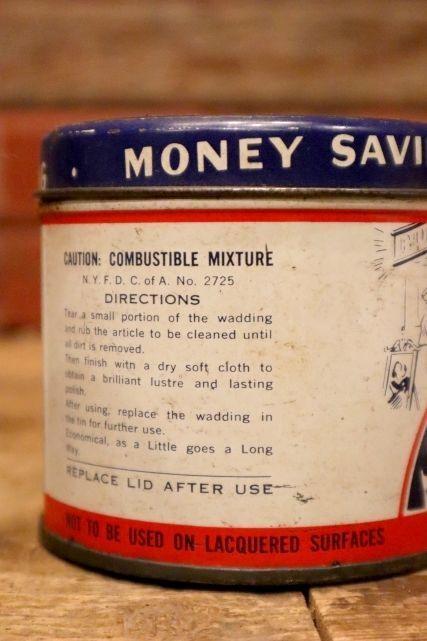 MONEY SAVI
CAUTION: COMBUSTIBLE MIXTURE
N.Y.F.D. C. of A. No. 2725
DIRECTIONS
Tear a small portion of the wadding
and rub the article to be cleaned until
all dirt is removed.
Then finish with a dry soft cloth to
obtain a brilliant lustre and lasting
polish.
After using, replace the wadding in
the tin for further use.
Economical, as a Little goes a Long
Way.
REPLACE LID AFTER USE
NOT TO BE USED ON LACQUERED SURFACES